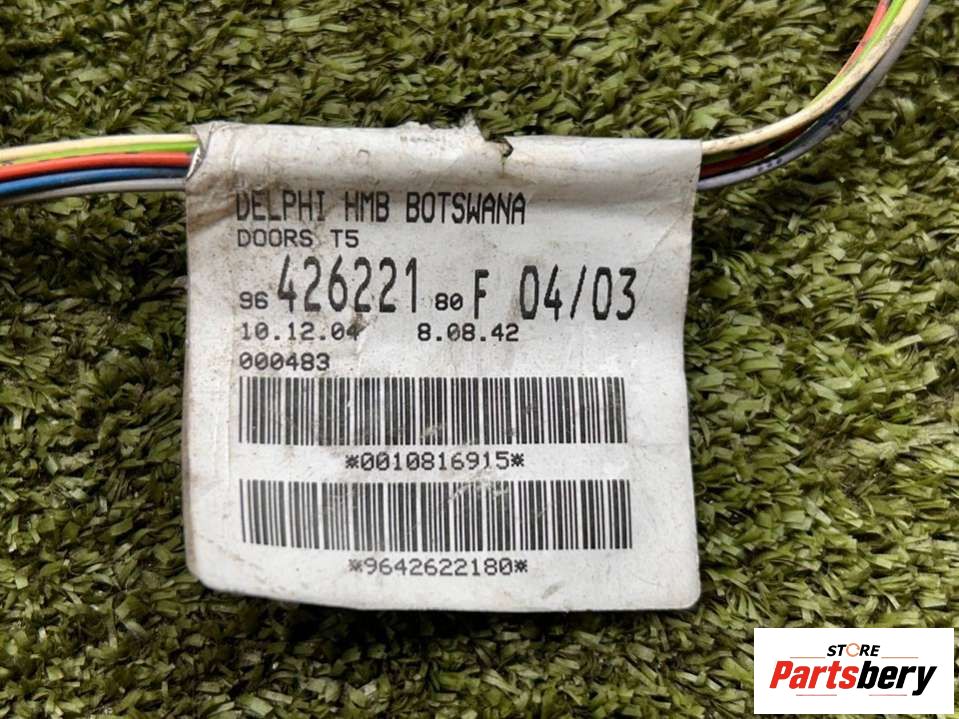 DELPHI HMB BOTSWANA
DOORS T5
96 426221 80 F 04/03
10.12.04 8.08.42
000483
*0010816915*
*9642622180*
STORE
Partsbery